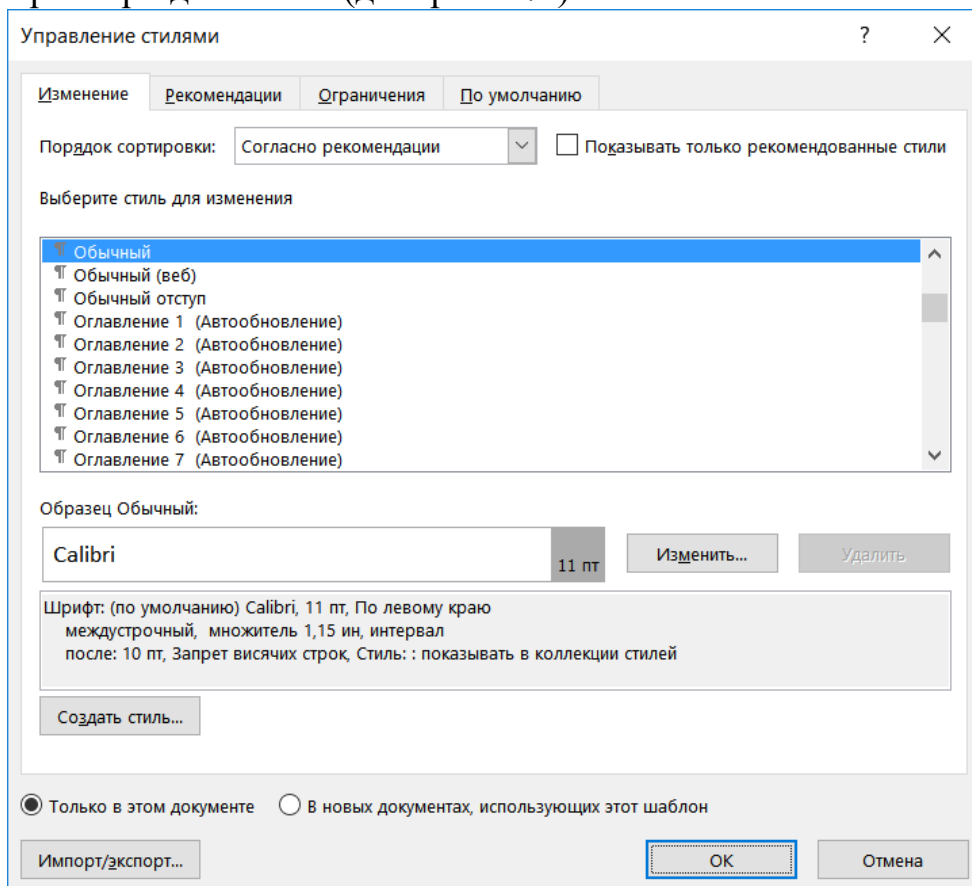 Управление стилями ?
Изменение Рекомендации Ограничения По умолчанию
Порядок сортировки: Согласно рекомендации Показывать только рекомендованные стили
Выберите стиль для изменения
¶ Обычный
¶ Обычный (веб)
¶ Обычный отступ
¶ Оглавление 1 (Автообновление)
¶ Оглавление 2 (Автообновление)
¶ Оглавление 3 (Автообновление)
¶ Оглавление 4 (Автообновление)
¶ Оглавление 5 (Автообновление)
¶ Оглавление 6 (Автообновление)
¶ Оглавление 7 (Автообновление)
Образец Обычный:
Calibri 11 пт Изменить... Удалить
Шрифт: (по умолчанию) Calibri, 11 пт, По левому краю
междустрочный, множитель 1,15 ин, интервал
после: 10 пт, Запрет висячих строк, Стиль: : показывать в коллекции стилей
Создать стиль...
Только в этом документе В новых документах, использующих этот шаблон
Импорт/экспорт... ОК Отмена